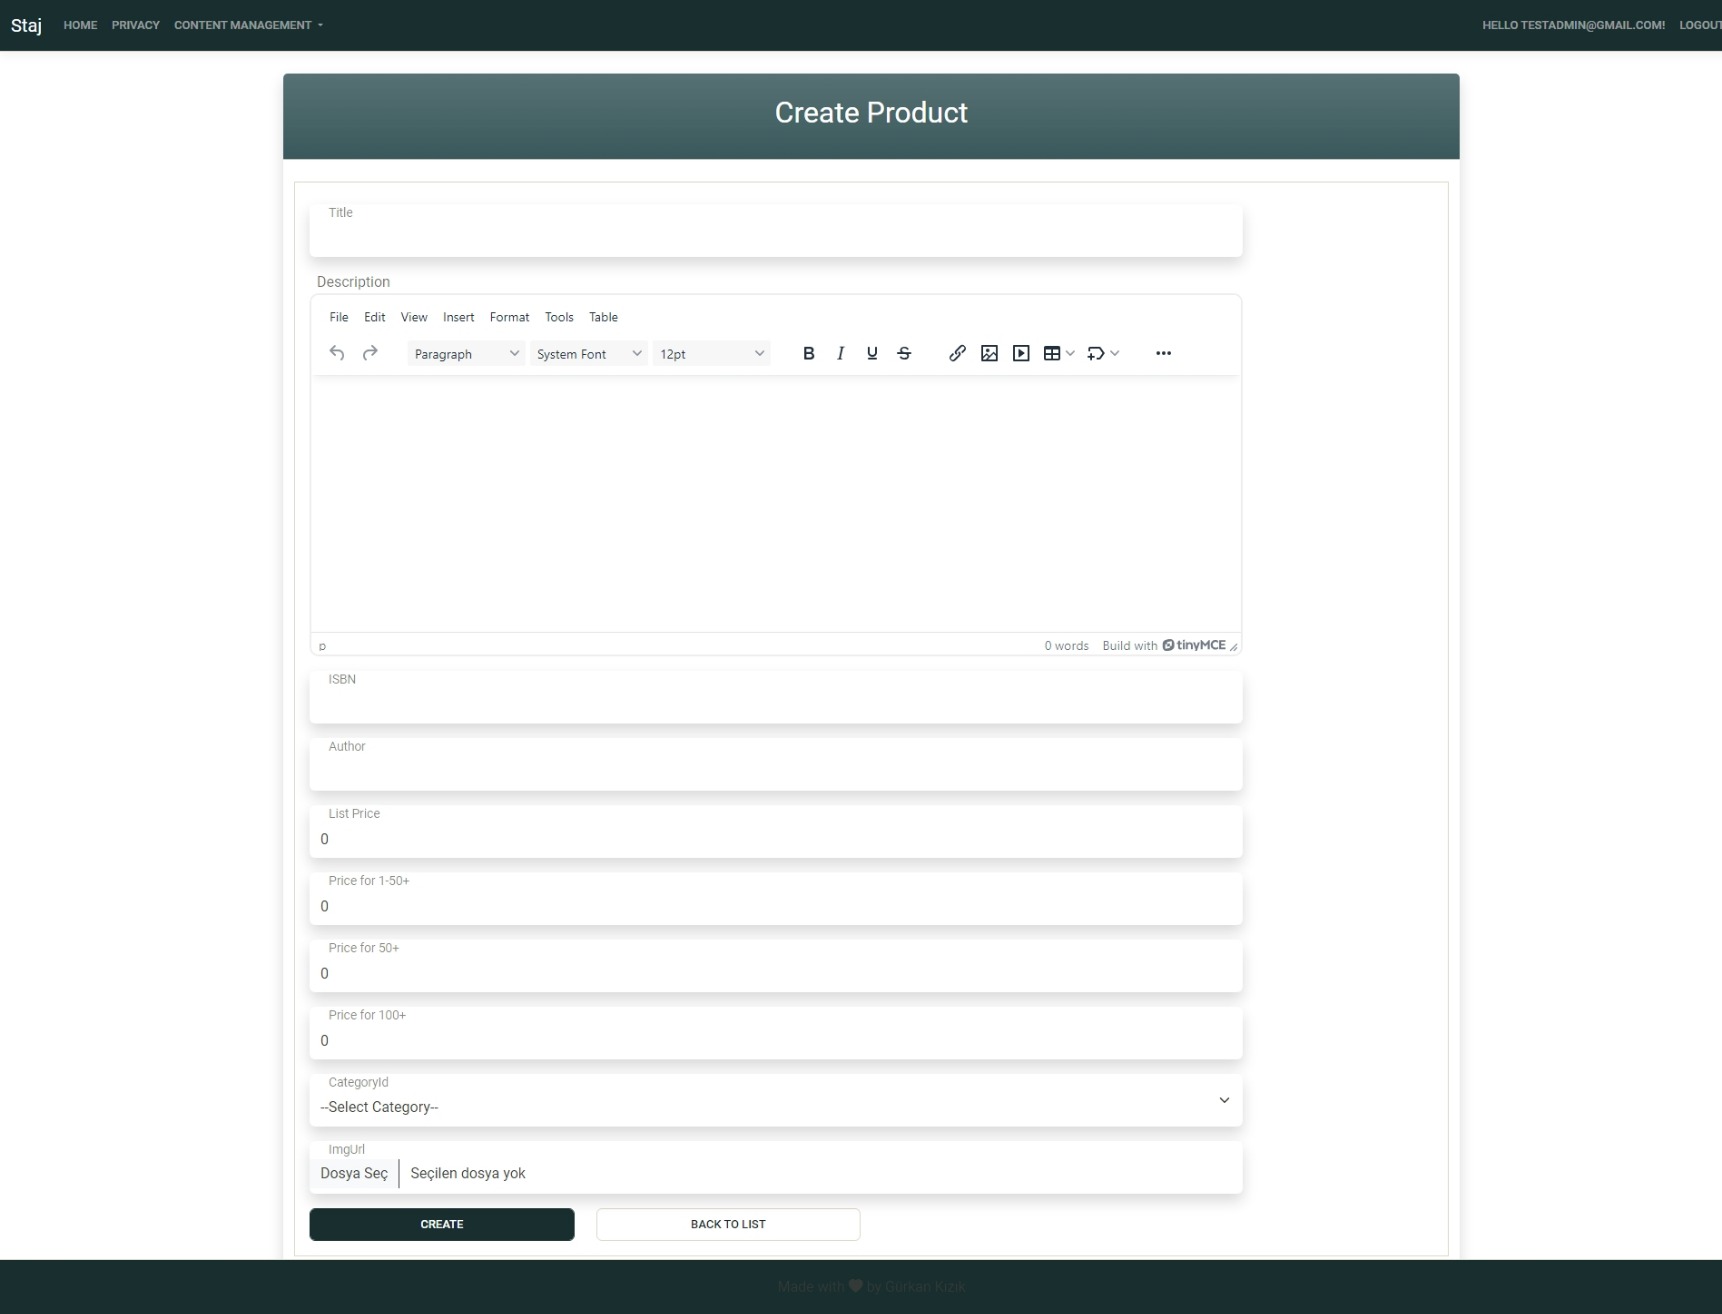 Staj HOME PRIVACY CONTENT MANAGEMENT HELLO TESTADMIN@GMAIL.COM! LOGOUT
Create Product
Title
Description
File Edit View Insert Format Tools Table
Paragraph System Font 12pt B I U S
p 0 words Build with tinyMCE
ISBN
Author
List Price
0
Price for 1-50+
0
Price for 50+
0
Price for 100+
0
CategoryId
--Select Category--
ImgUrl
Dosya Seç Seçilen dosya yok
CREATE BACK TO LIST
Made with by Gürkan Kızık